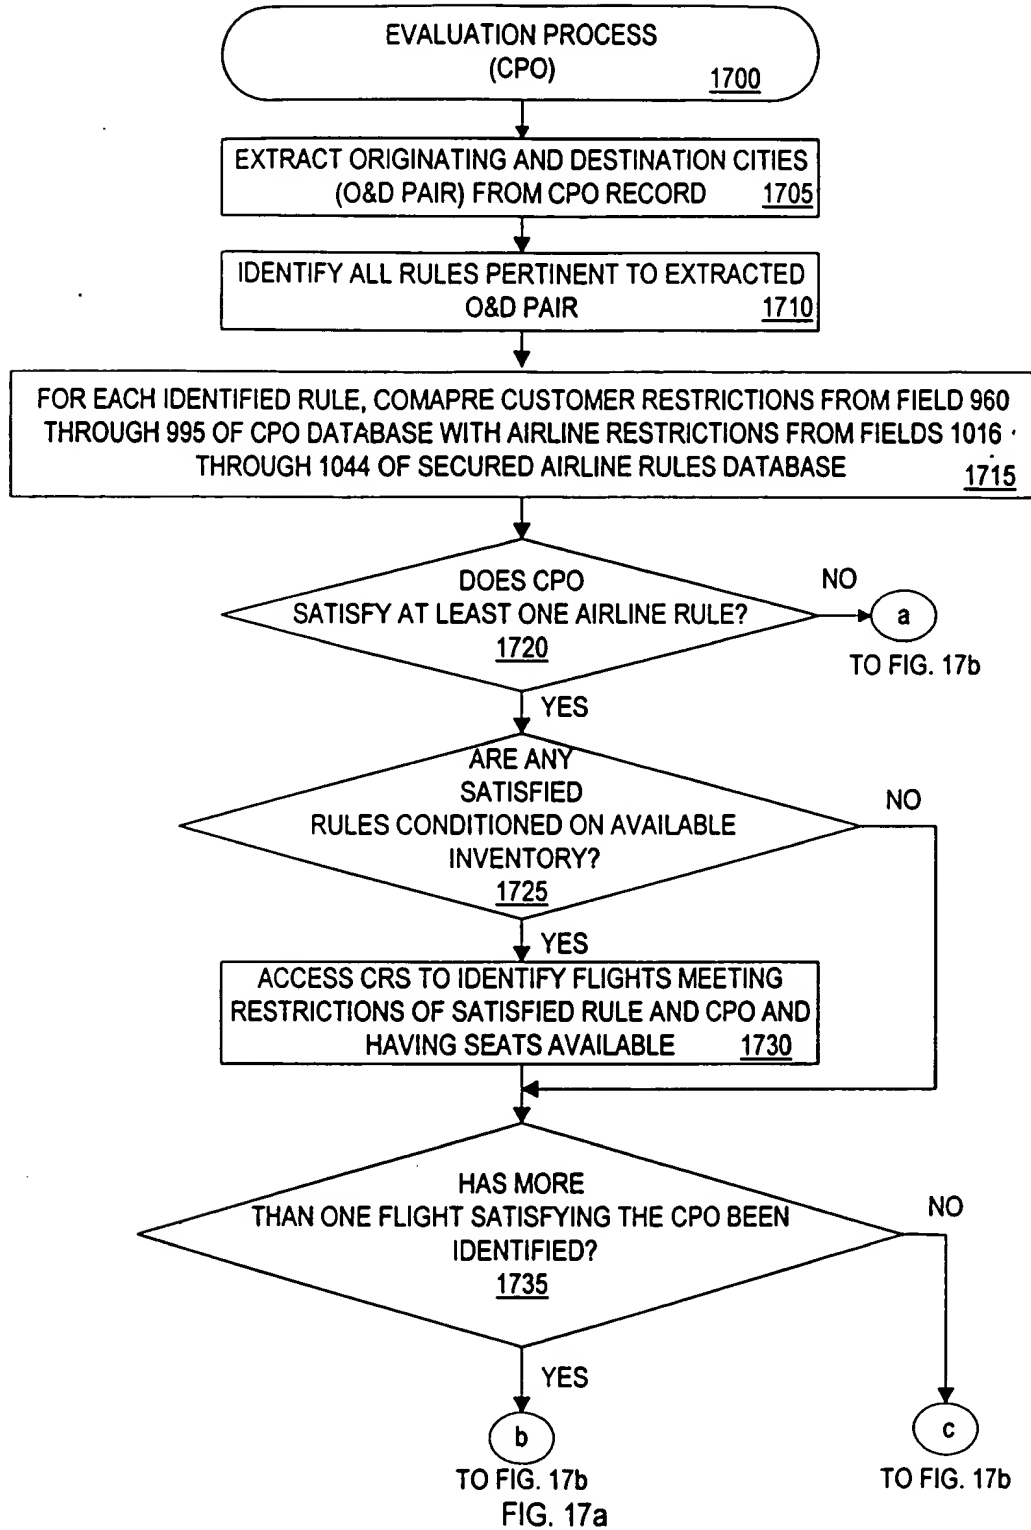 EVALUATION PROCESS
(CPO)
1700
EXTRACT ORIGINATING AND DESTINATION CITIES
(O&D PAIR) FROM CPO RECORD 1705
IDENTIFY ALL RULES PERTINENT TO EXTRACTED
O&D PAIR 1710
FOR EACH IDENTIFIED RULE, COMAPRE CUSTOMER RESTRICTIONS FROM FIELD 960
THROUGH 995 OF CPO DATABASE WITH AIRLINE RESTRICTIONS FROM FIELDS 1016
THROUGH 1044 OF SECURED AIRLINE RULES DATABASE 1715
DOES CPO
SATISFY AT LEAST ONE AIRLINE RULE?
1720
NO
a
TO FIG. 17b
YES
ARE ANY
SATISFIED
RULES CONDITIONED ON AVAILABLE
INVENTORY?
1725
NO
YES
ACCESS CRS TO IDENTIFY FLIGHTS MEETING
RESTRICTIONS OF SATISFIED RULE AND CPO AND
HAVING SEATS AVAILABLE 1730
HAS MORE
THAN ONE FLIGHT SATISFYING THE CPO BEEN
IDENTIFIED?
1735
NO
YES
b
TO FIG. 17b
c
TO FIG. 17b
FIG. 17a